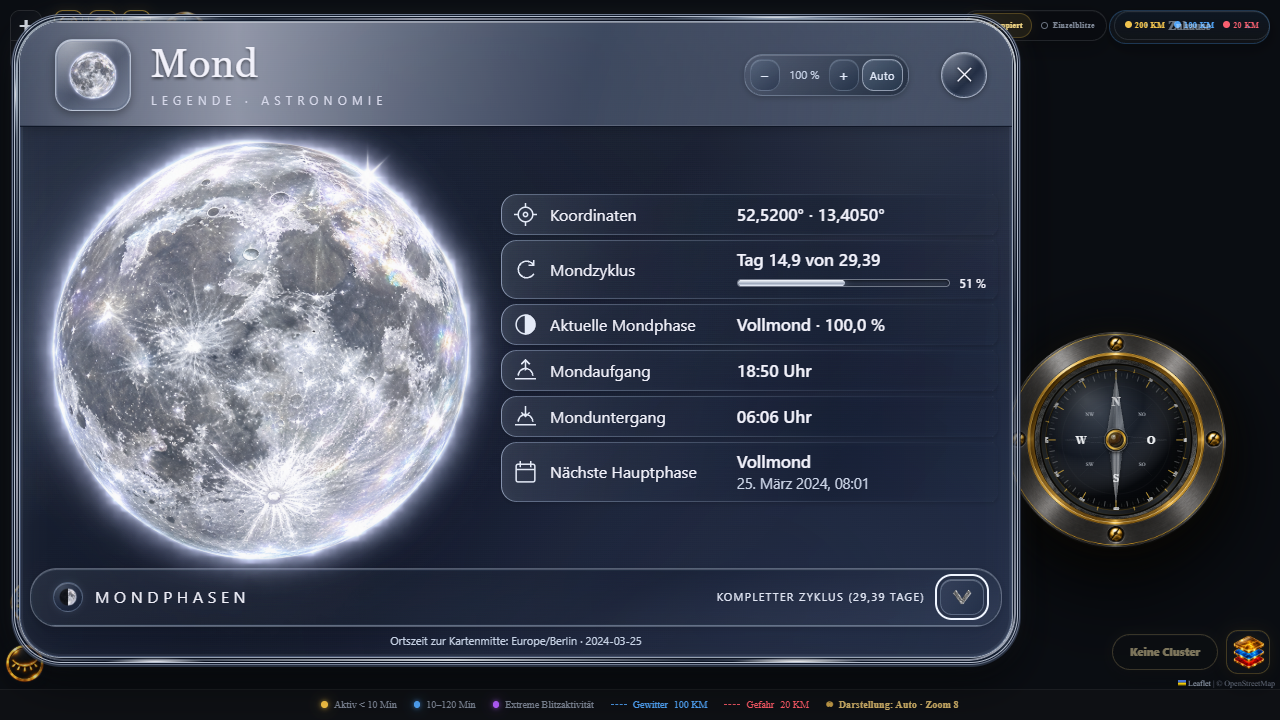 Mond
LEGENDE · ASTRONOMIE
− 100 % + Auto
Einzelblitze
200 KM
20 KM
Koordinaten 52,5200° · 13,4050°
Mondzyklus Tag 14,9 von 29,39
51 %
Aktuelle Mondphase Vollmond · 100,0 %
Mondaufgang 18:50 Uhr
Monduntergang 06:06 Uhr
Nächste Hauptphase Vollmond
25. März 2024, 08:01
N
NW NO
W O
SW SO
S
MONDPHASEN KOMPLETTER ZYKLUS (29,39 TAGE)
Ortszeit zur Kartenmitte: Europe/Berlin · 2024-03-25
Keine Cluster
Leaflet | © OpenStreetMap
Aktiv < 10 Min 10–120 Min Extreme Blitzaktivität Gewitter 100 KM Gefahr 20 KM Darstellung: Auto · Zoom 8